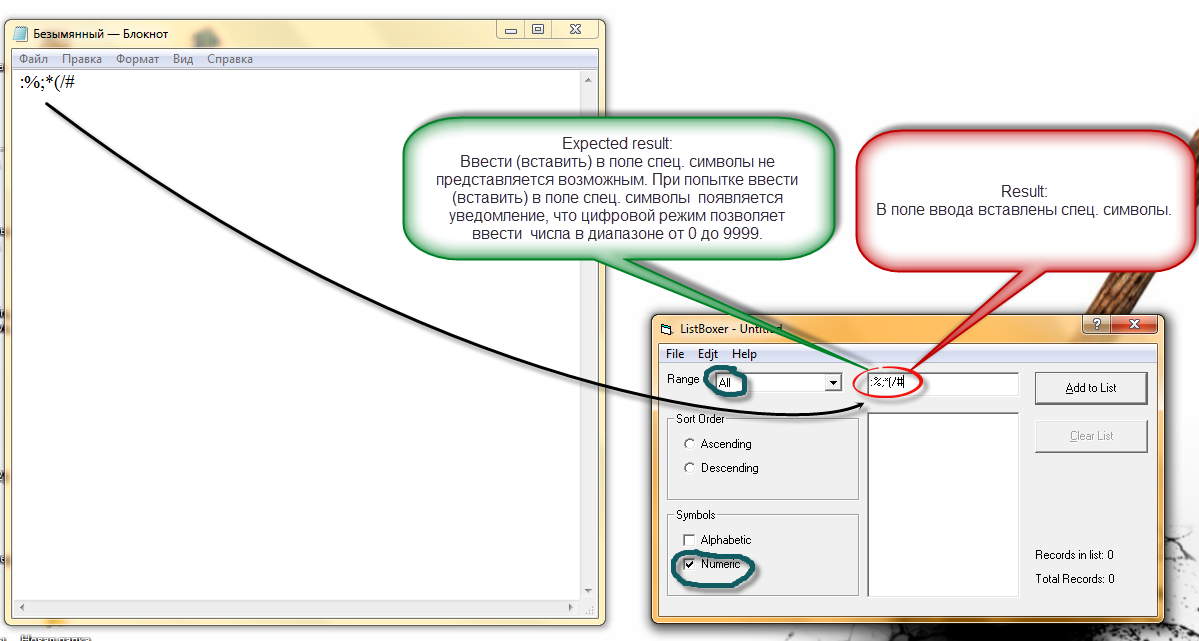 Безымянный — Блокнот
Файл Правка Формат Вид Справка
:%;*(/#
Expected result:
Ввести (вставить) в поле спец. символы не
представляется возможным. При попытке ввести
(вставить) в поле спец. символы появляется
уведомление, что цифровой режим позволяет
ввести числа в диапазоне от 0 до 9999.
Result:
В поле ввода вставлены спец. символы.
ListBoxer - Untitled
File Edit Help
Range All :%;*(/# Add to List
Clear List
Sort Order
Ascending
Descending
Symbols
Alphabetic
Numeric
Records in list: 0
Total Records: 0
Новая папка